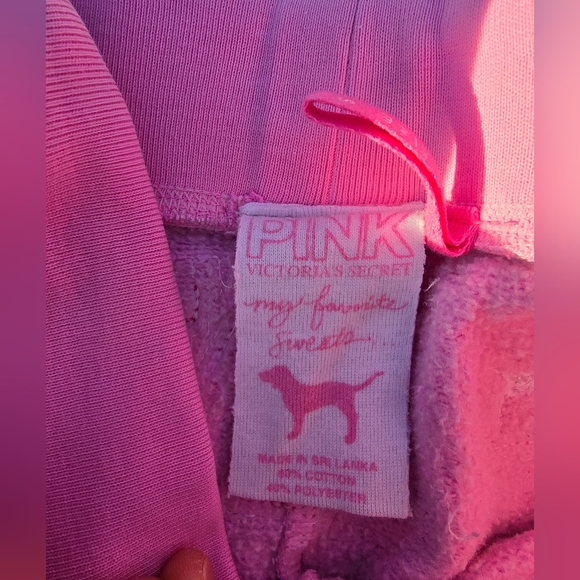 PINK
VICTORIA'S SECRET
my favorite
sweats...
MADE IN SRI LANKA
60% COTTON
40% POLYESTER